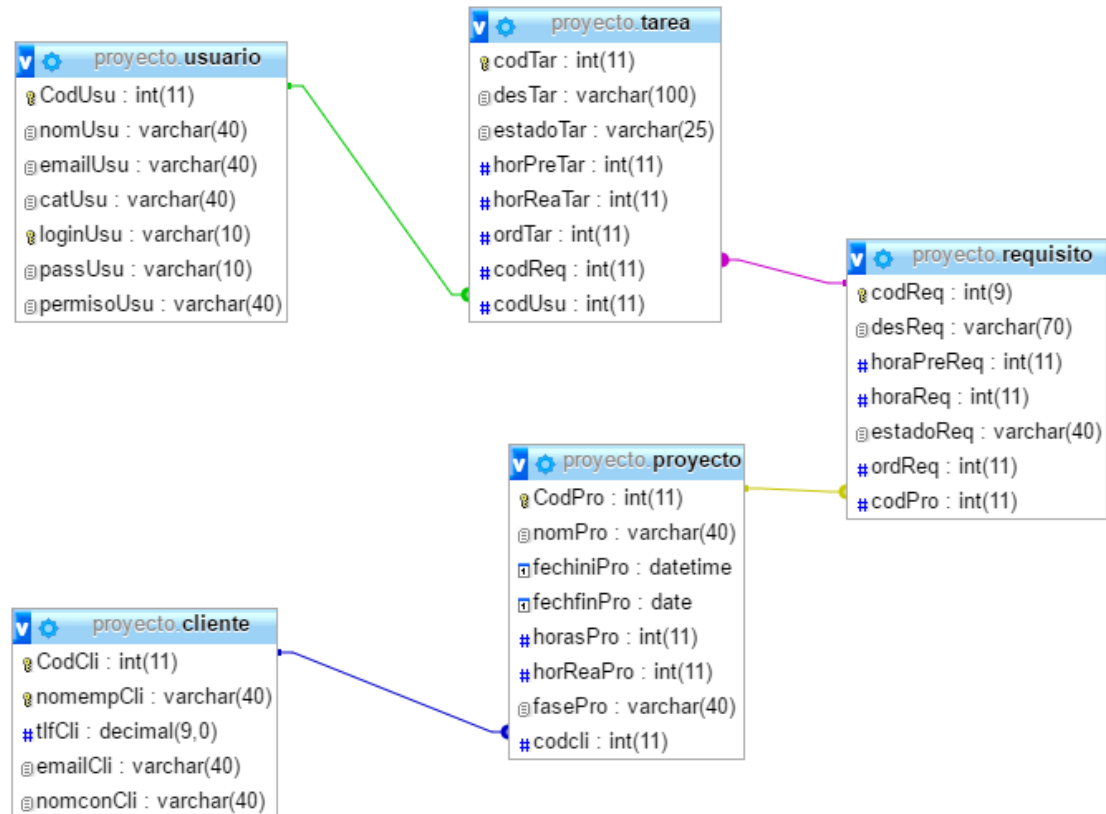 proyecto.usuario
CodUsu : int(11)
nomUsu : varchar(40)
emailUsu : varchar(40)
catUsu : varchar(40)
loginUsu : varchar(10)
passUsu : varchar(10)
permisoUsu : varchar(40)
proyecto.tarea
codTar : int(11)
desTar : varchar(100)
estadoTar : varchar(25)
horPreTar : int(11)
horReaTar : int(11)
ordTar : int(11)
codReq : int(11)
codUsu : int(11)
proyecto.requisito
codReq : int(9)
desReq : varchar(70)
horaPreReq : int(11)
horaReq : int(11)
estadoReq : varchar(40)
ordReq : int(11)
codPro : int(11)
proyecto.proyecto
CodPro : int(11)
nomPro : varchar(40)
fechiniPro : datetime
fechfinPro : date
horasPro : int(11)
horReaPro : int(11)
fasePro : varchar(40)
codcli : int(11)
proyecto.cliente
CodCli : int(11)
nomempCli : varchar(40)
tlfCli : decimal(9,0)
emailCli : varchar(40)
nomconCli : varchar(40)